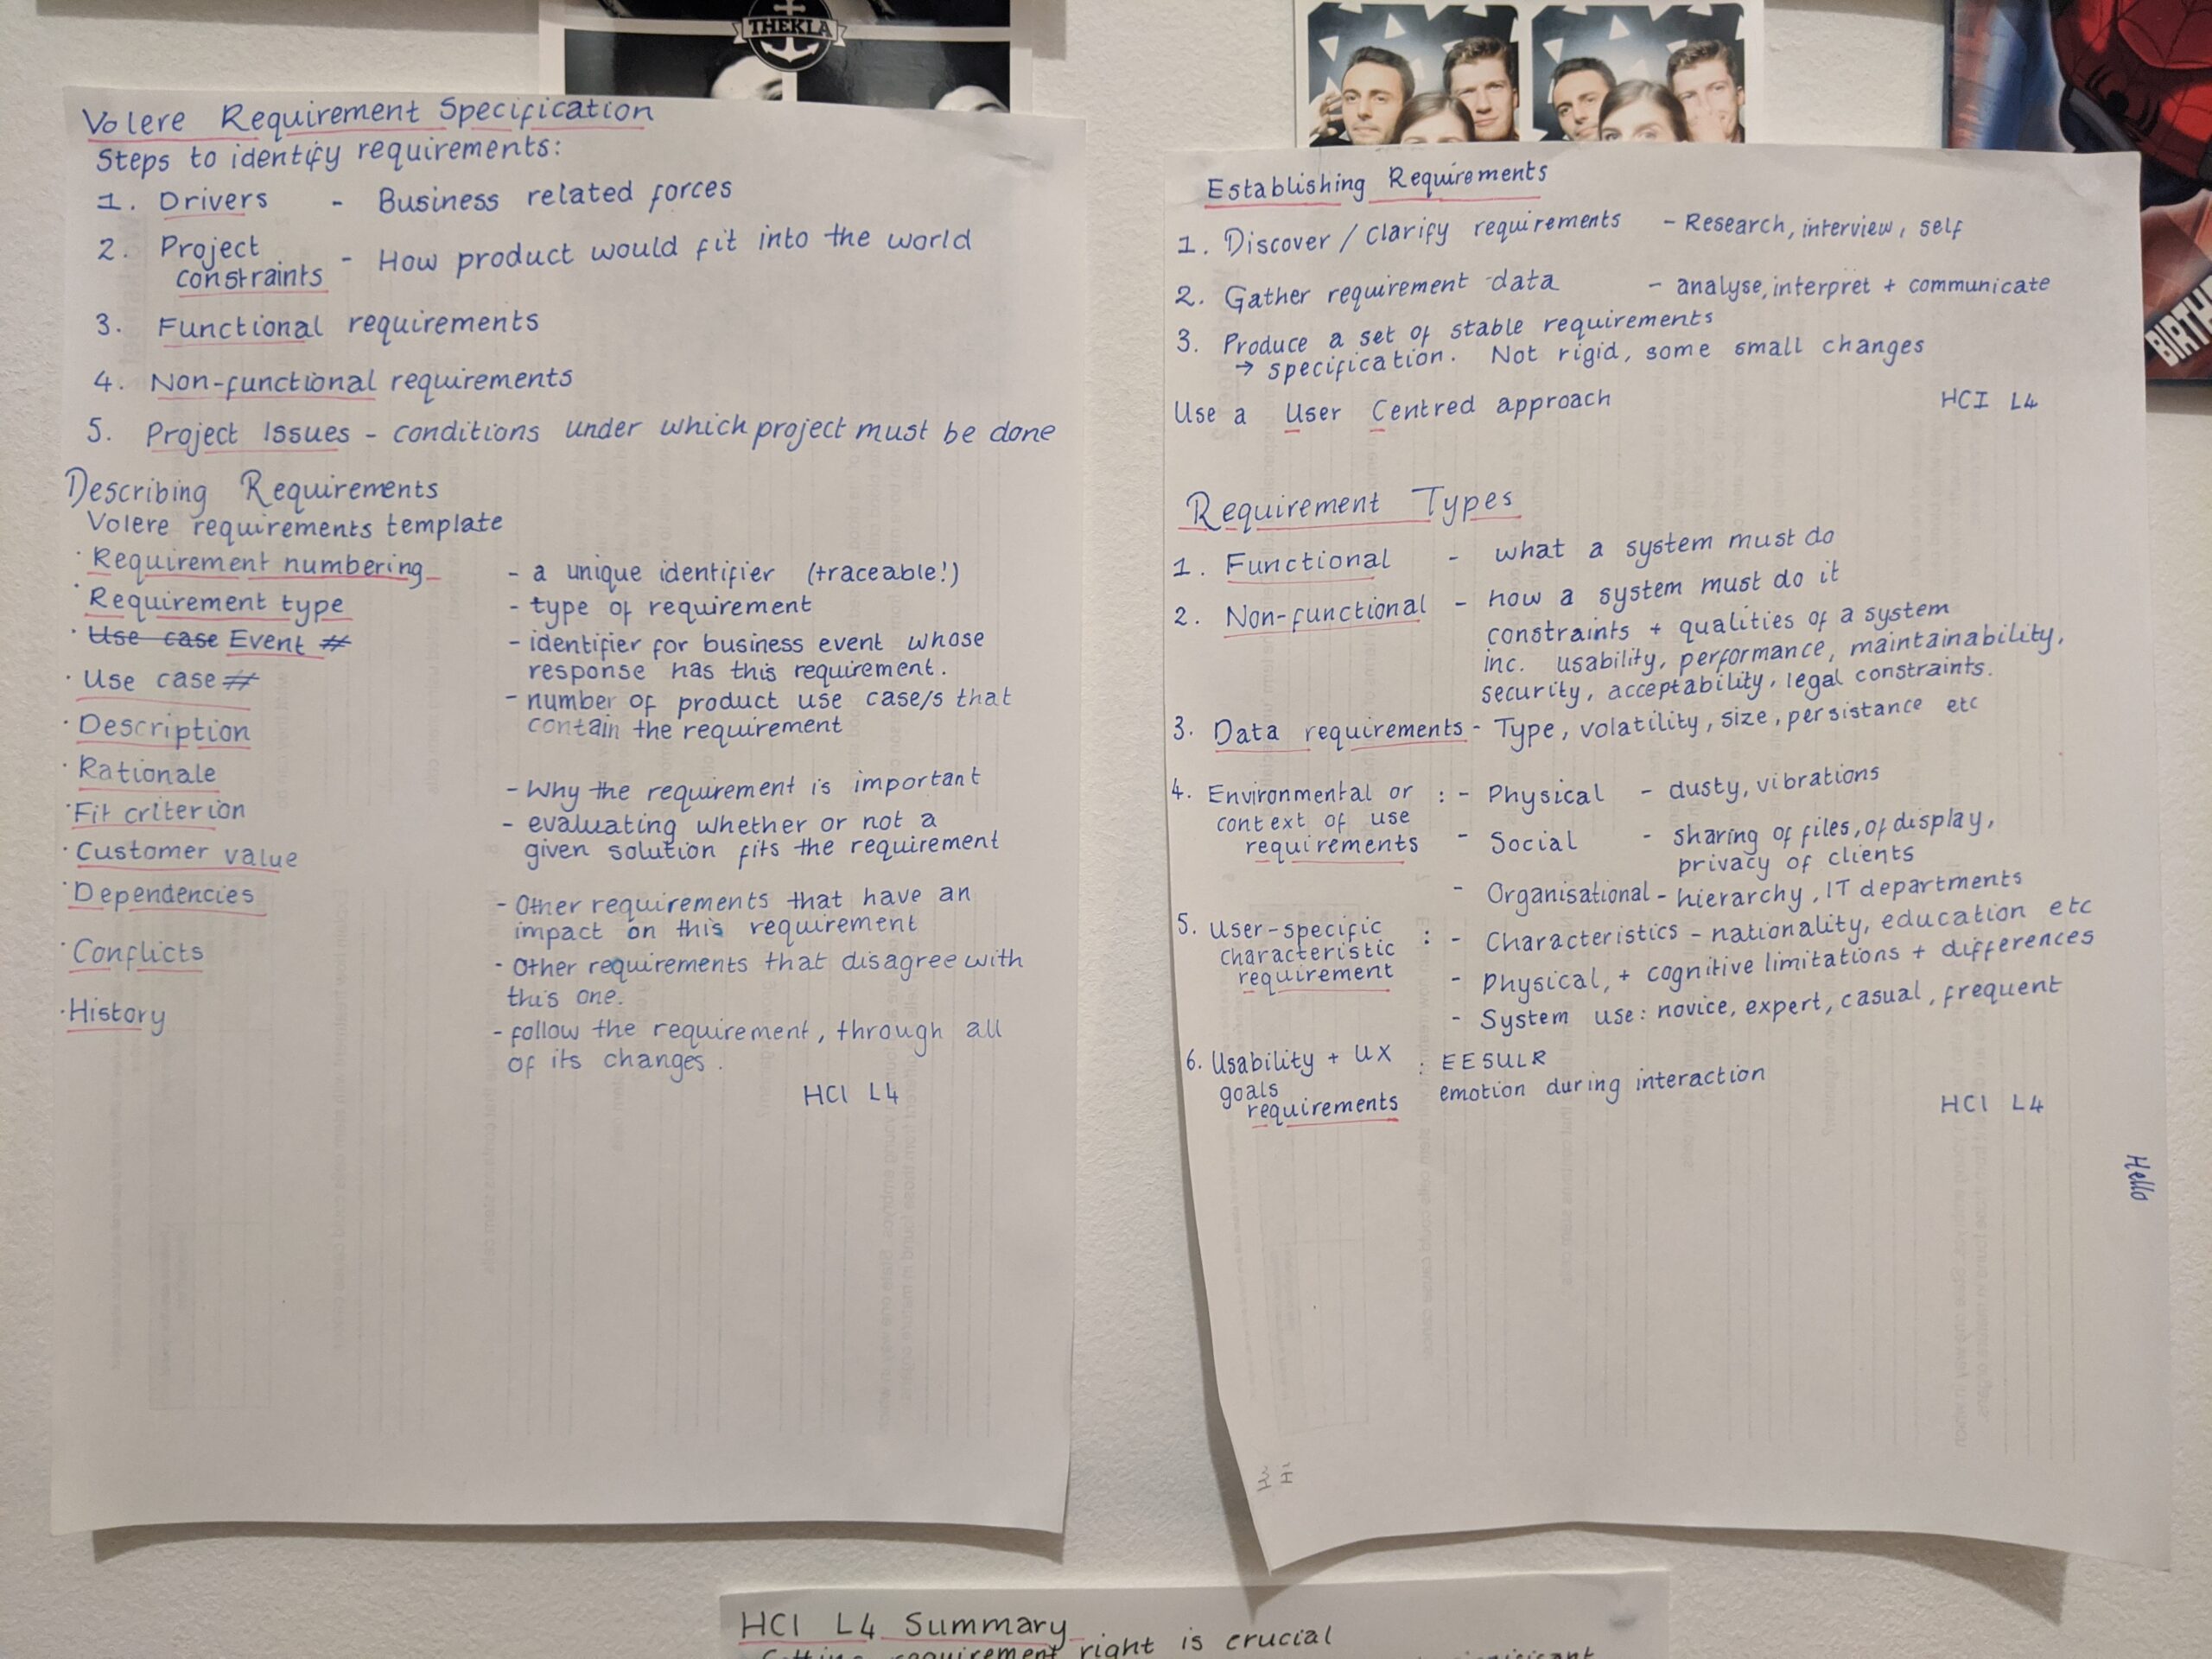 THEKLA
Volere Requirement Specification
Steps to identify requirements:
1. Drivers - Business related forces
2. Project constraints - How product would fit into the world
3. Functional requirements
4. Non-functional requirements
5. Project Issues - conditions under which project must be done
Describing Requirements
Volere requirements template
· Requirement numbering - a unique identifier (traceable!)
· Requirement type - type of requirement
· Use case Event # - identifier for business event whose
response has this requirement.
· Use case # - number of product use case/s that
contain the requirement
· Description
· Rationale - Why the requirement is important
· Fit criterion - evaluating whether or not a
given solution fits the requirement
· Customer value
· Dependencies - Other requirements that have an
impact on this requirement
· Conflicts - Other requirements that disagree with
this one.
· History - follow the requirement, through all
of its changes.
HCI L4
Establishing Requirements
1. Discover / Clarify requirements - Research, interview, self
2. Gather requirement data - analyse, interpret + communicate
3. Produce a set of stable requirements
→ specification. Not rigid, some small changes
Use a User Centred approach
HCI L4
Requirement Types
1. Functional - what a system must do
2. Non-functional - how a system must do it
constraints + qualities of a system
inc. usability, performance, maintainability,
security, acceptability, legal constraints.
3. Data requirements - Type, volatility, size, persistance etc
4. Environmental or context of use requirements : - Physical - dusty, vibrations
- Social - sharing of files, of display,
privacy of clients
- Organisational - hierarchy, IT departments
5. User-specific characteristic requirement : - Characteristics - nationality, education etc
- Physical, + cognitive limitations + differences
- System use: novice, expert, casual, frequent
6. Usability + UX goals requirements : EESULR
emotion during interaction
HCI L4
Hello
HCI L4 Summary
requirement right is crucial